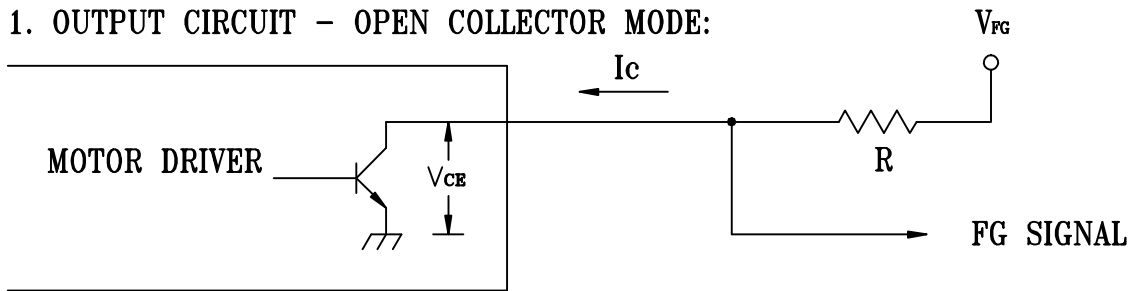 1. OUTPUT CIRCUIT - OPEN COLLECTOR MODE:
VFG
Ic
MOTOR DRIVER
VCE
R
FG SIGNAL